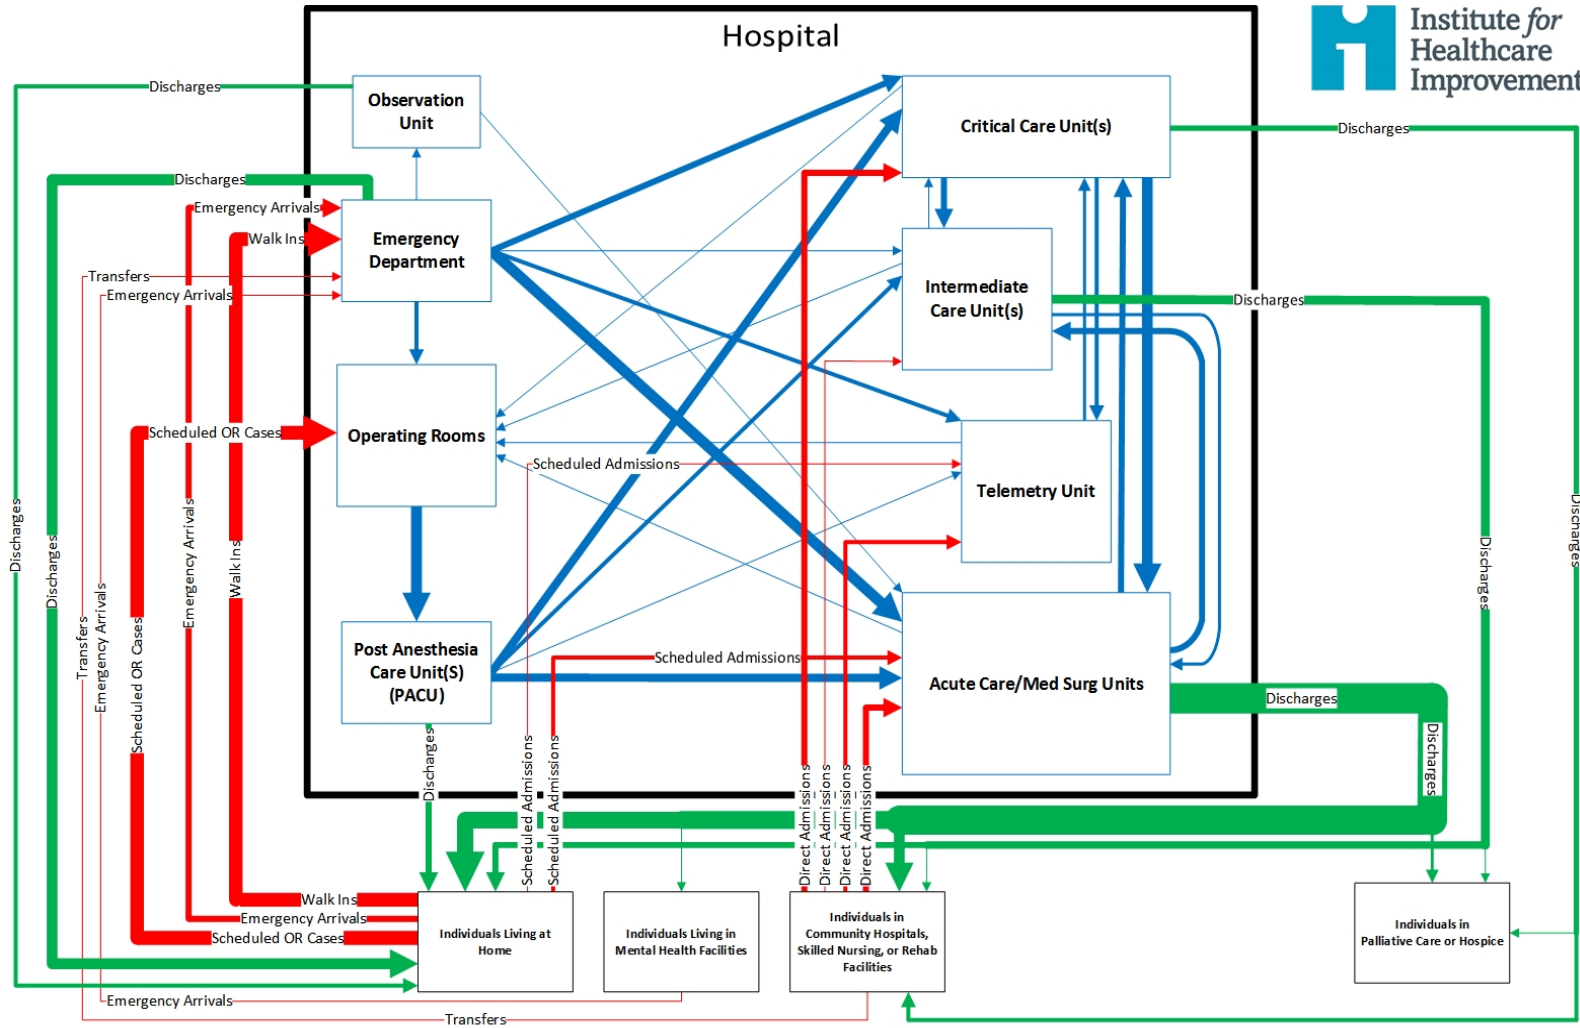 Hospital
Institute for
Healthcare
Improvement
Discharges
Observation
Unit
Critical Care Unit(s)
Discharges
Discharges
Emergency Arrivals
Walk Ins
Emergency
Department
Transfers
Emergency Arrivals
Intermediate
Care Unit(s)
Discharges
Scheduled OR Cases
Operating Rooms
Scheduled Admissions
Telemetry Unit
Discharges
Discharges
Transfers
Emergency Arrivals
Scheduled OR Cases
Emergency Arrivals
Walk Ins
Discharges
Discharges
Post Anesthesia
Care Unit(S)
(PACU)
Scheduled Admissions
Acute Care/Med Surg Units
Discharges
Discharges
Discharges
Scheduled Admissions
Scheduled Admissions
Direct Admissions
Direct Admissions
Direct Admissions
Direct Admissions
Walk Ins
Emergency Arrivals
Scheduled OR Cases
Individuals Living at
Home
Individuals Living in
Mental Health Facilities
Individuals in
Community Hospitals,
Skilled Nursing, or Rehab
Facilities
Individuals in
Palliative Care or Hospice
Emergency Arrivals
Transfers